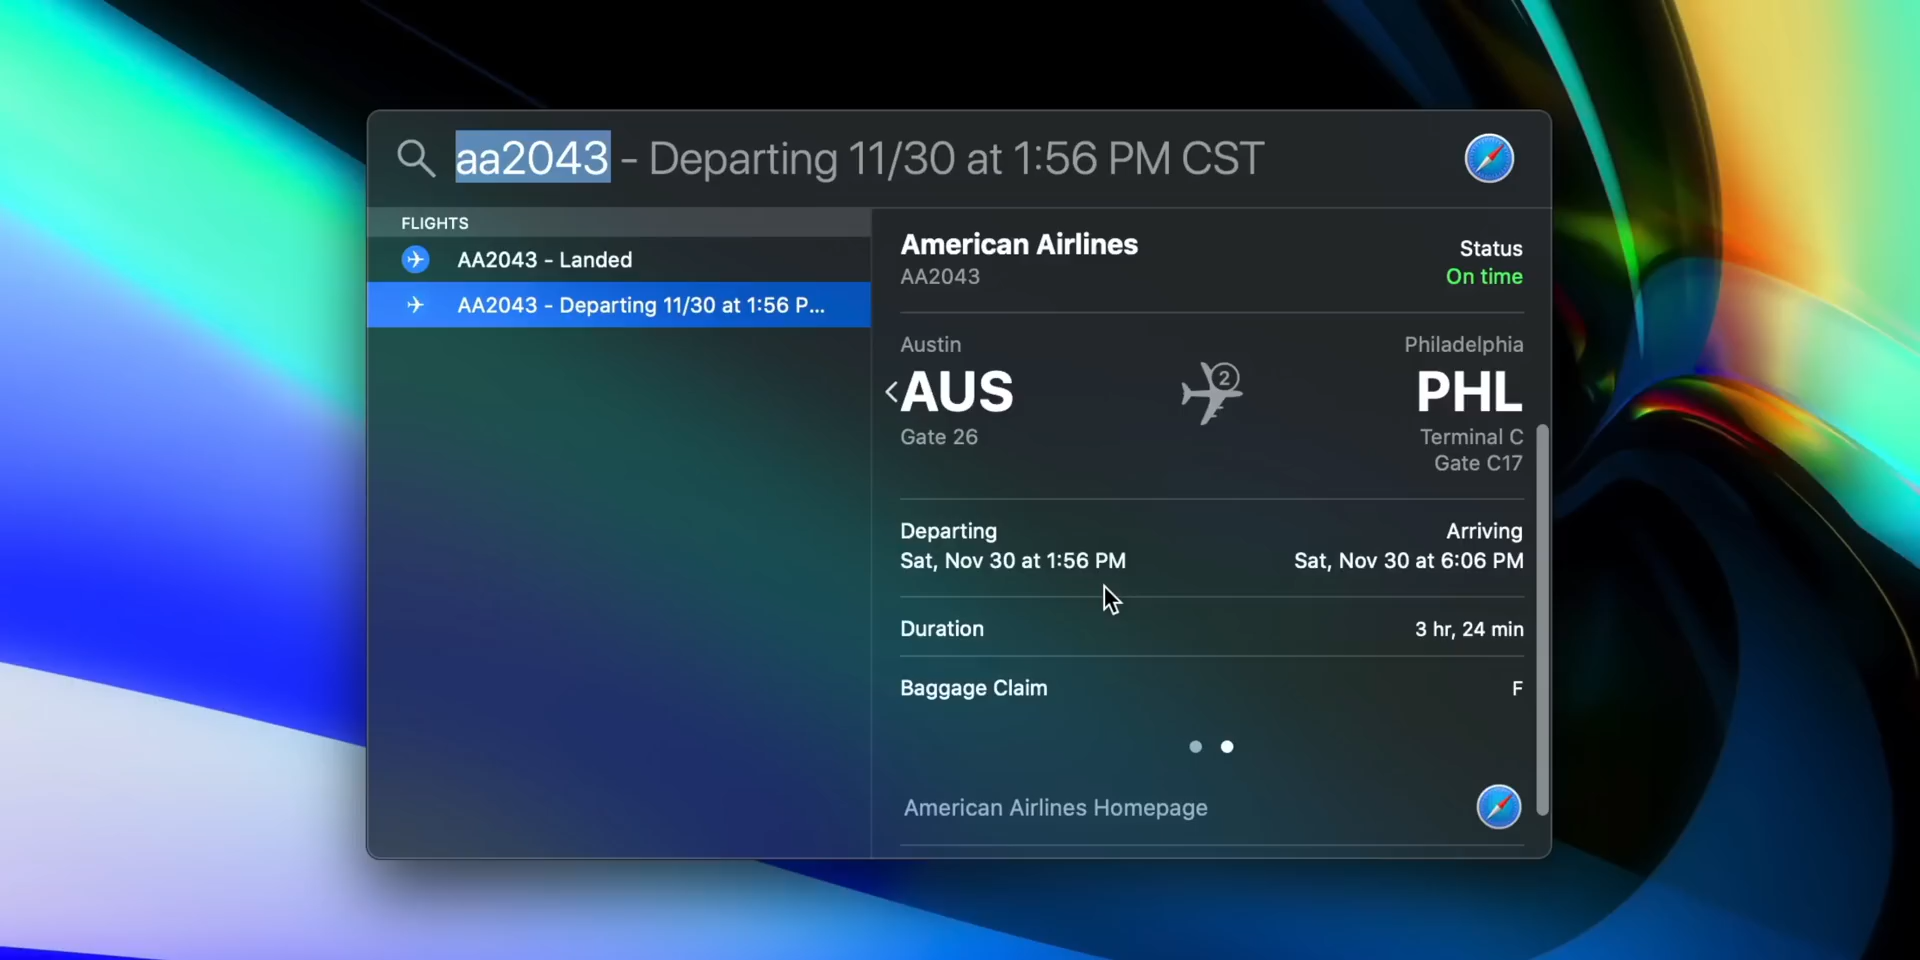 aa2043 – Departing 11/30 at 1:56 PM CST
FLIGHTS
AA2043 – Landed
AA2043 – Departing 11/30 at 1:56 P...
American Airlines
AA2043
Status
On time
Austin
AUS
Gate 26
2
Philadelphia
PHL
Terminal C
Gate C17
Departing
Sat, Nov 30 at 1:56 PM
Arriving
Sat, Nov 30 at 6:06 PM
Duration 3 hr, 24 min
Baggage Claim F
American Airlines Homepage